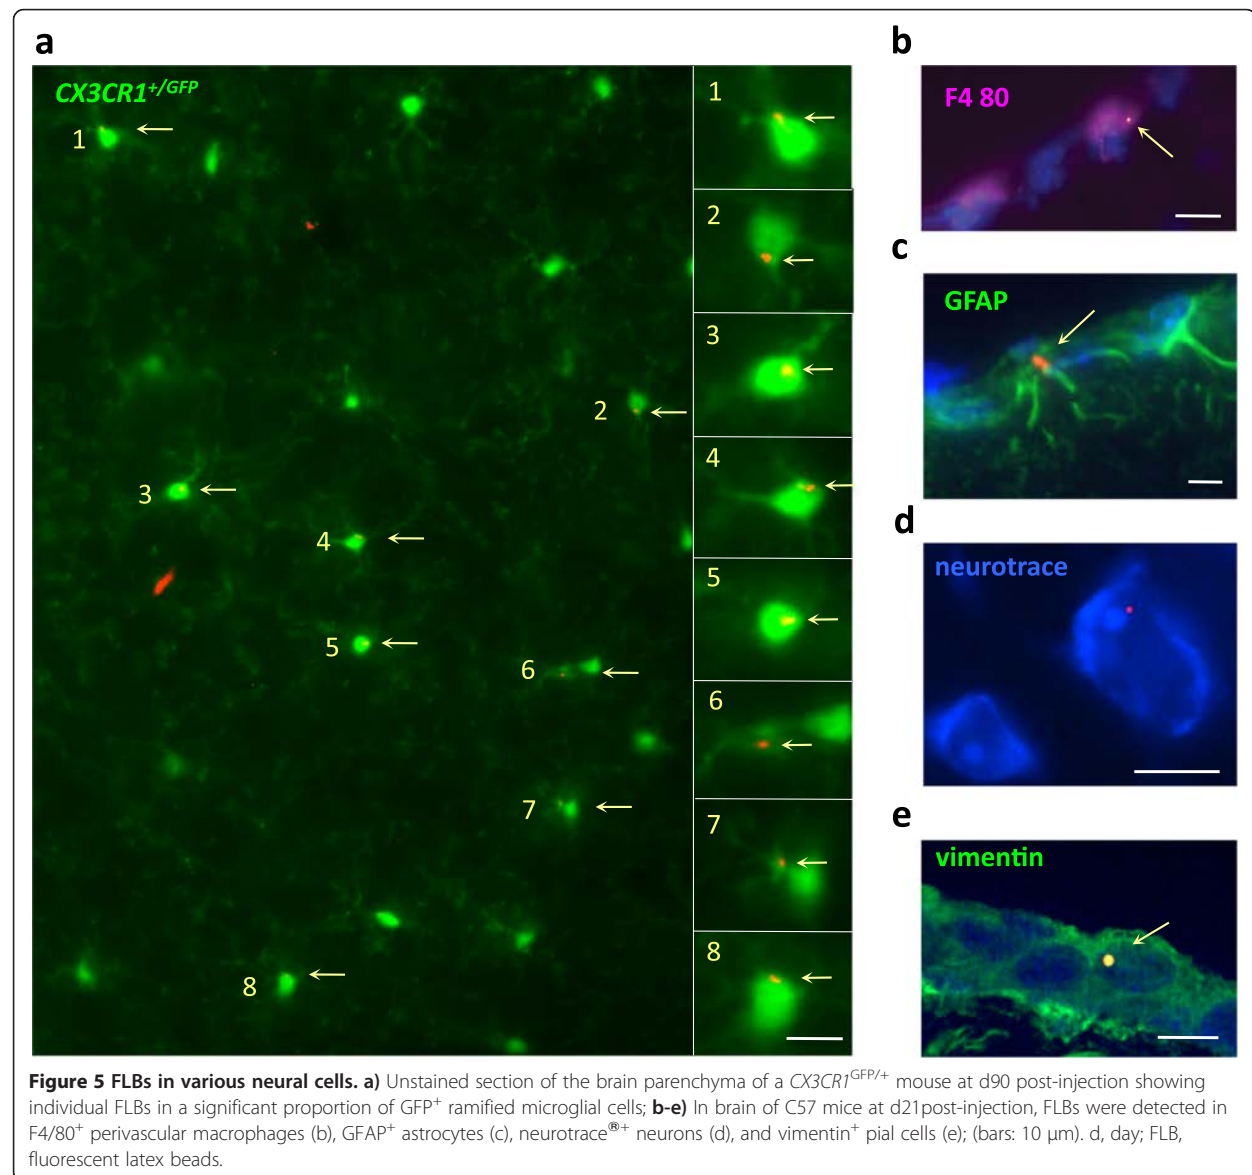 a
CX3CR1+/GFP
1
2
3
4
5
6
7
8
1
2
3
4
5
6
7
8
b
F4 80
c
GFAP
d
neurotrace
e
vimentin
Figure 5 FLBs in various neural cells. a) Unstained section of the brain parenchyma of a CX3CR1GFP/+ mouse at d90 post-injection showing
individual FLBs in a significant proportion of GFP+ ramified microglial cells; b-e) In brain of C57 mice at d21post-injection, FLBs were detected in
F4/80+ perivascular macrophages (b), GFAP+ astrocytes (c), neurotrace®+ neurons (d), and vimentin+ pial cells (e); (bars: 10 μm). d, day; FLB,
fluorescent latex beads.